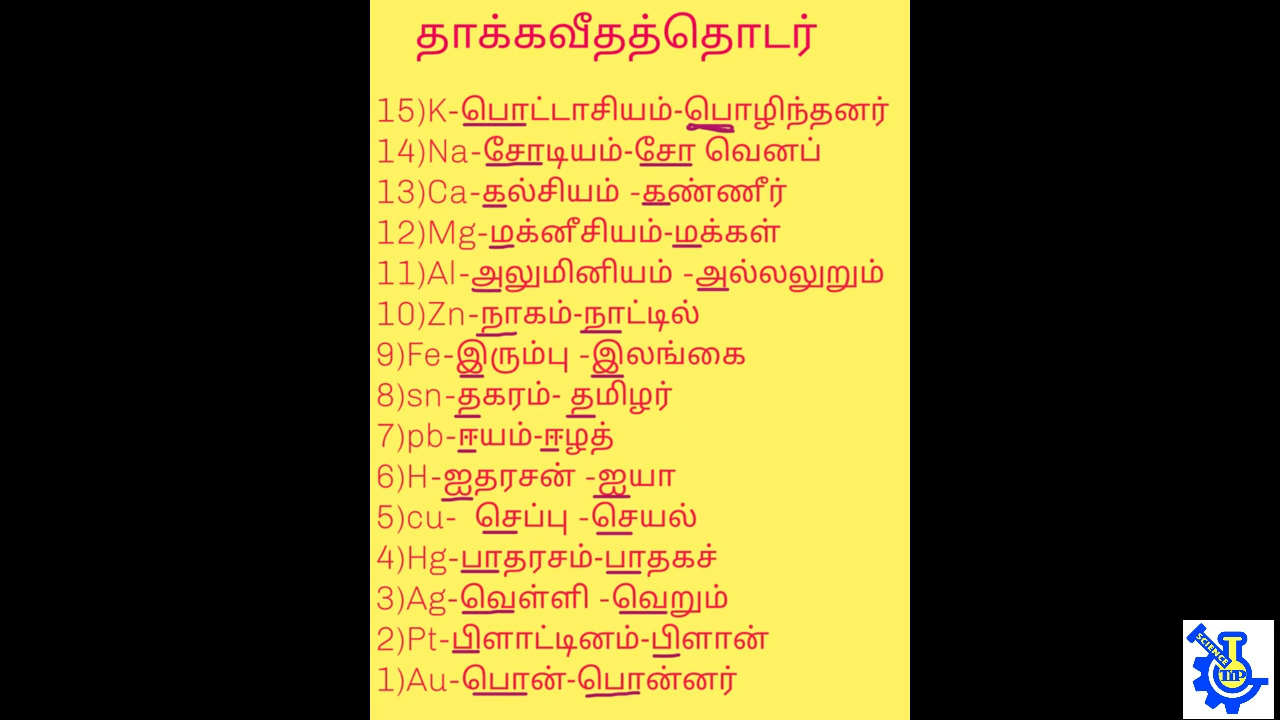 தாக்கவீதத்தொடர்
15)K-பொட்டாசியம்-பொழிந்தனர்
14)Na-சோடியம்-சோ வெனப்
13)Ca-கல்சியம் -கண்ணீர்
12)Mg-மக்னீசியம்-மக்கள்
11)Al-அலுமினியம் -அல்லலுறும்
10)Zn-நாகம்-நாட்டில்
9)Fe-இரும்பு -இலங்கை
8)sn-தகரம்- தமிழர்
7)pb-ஈயம்-ஈழத்
6)H-ஐதரசன் -ஐயா
5)cu- செப்பு -செயல்
4)Hg-பாதரசம்-பாதகச்
3)Ag-வெள்ளி -வெறும்
2)Pt-பிளாட்டினம்-பிளான்
1)Au-பொன்-பொன்னர்
SCIENCE
TIP